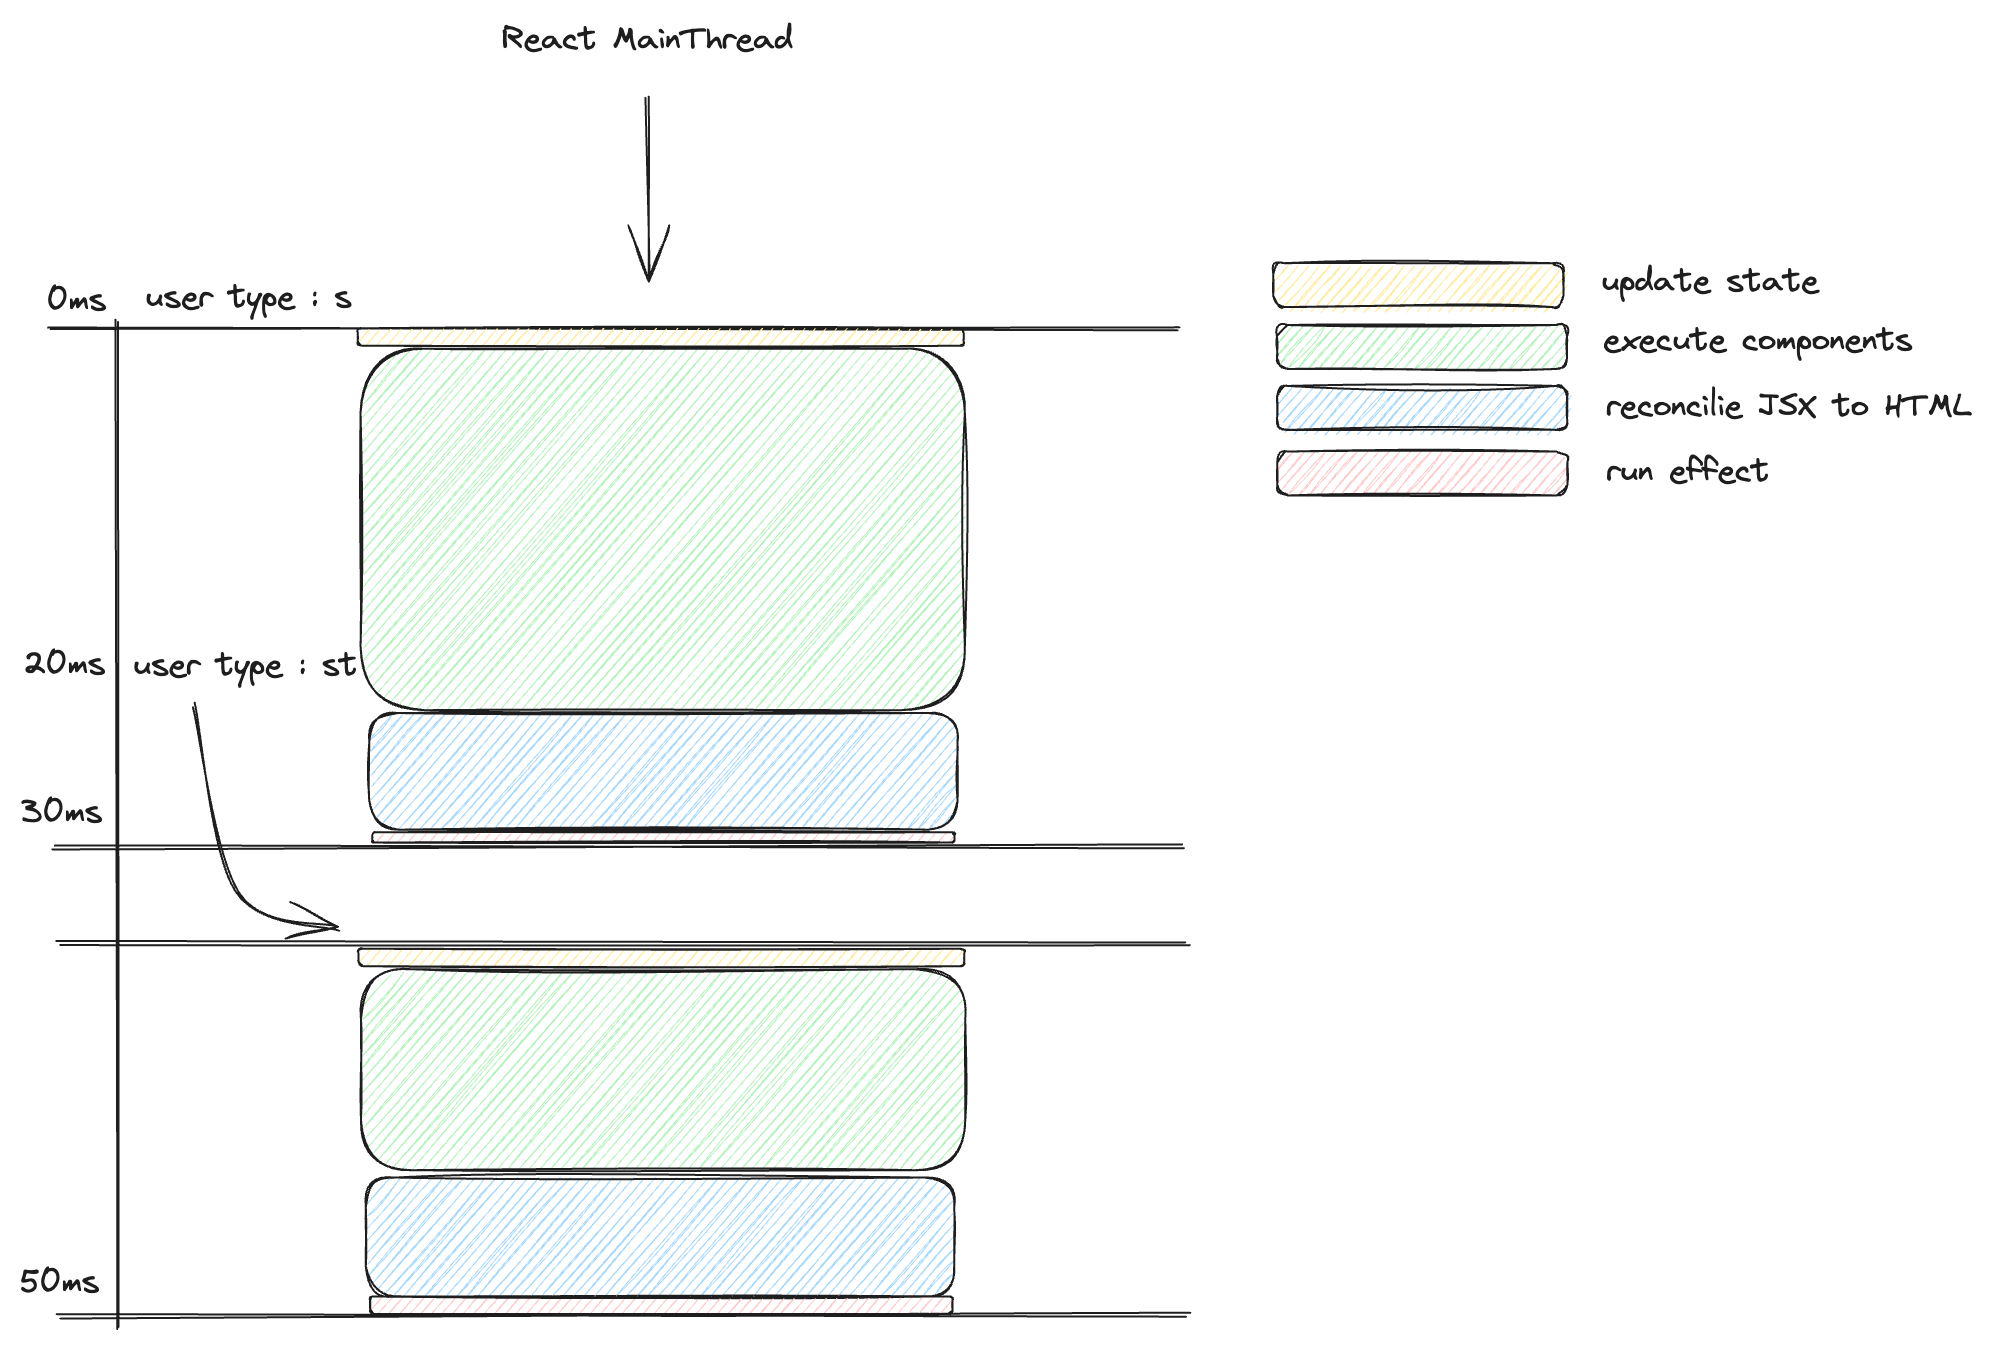 React MainThread
0ms user type : s
update state
execute components
reconcilie JSX to HTML
run effect
20ms user type : st
30ms
50ms